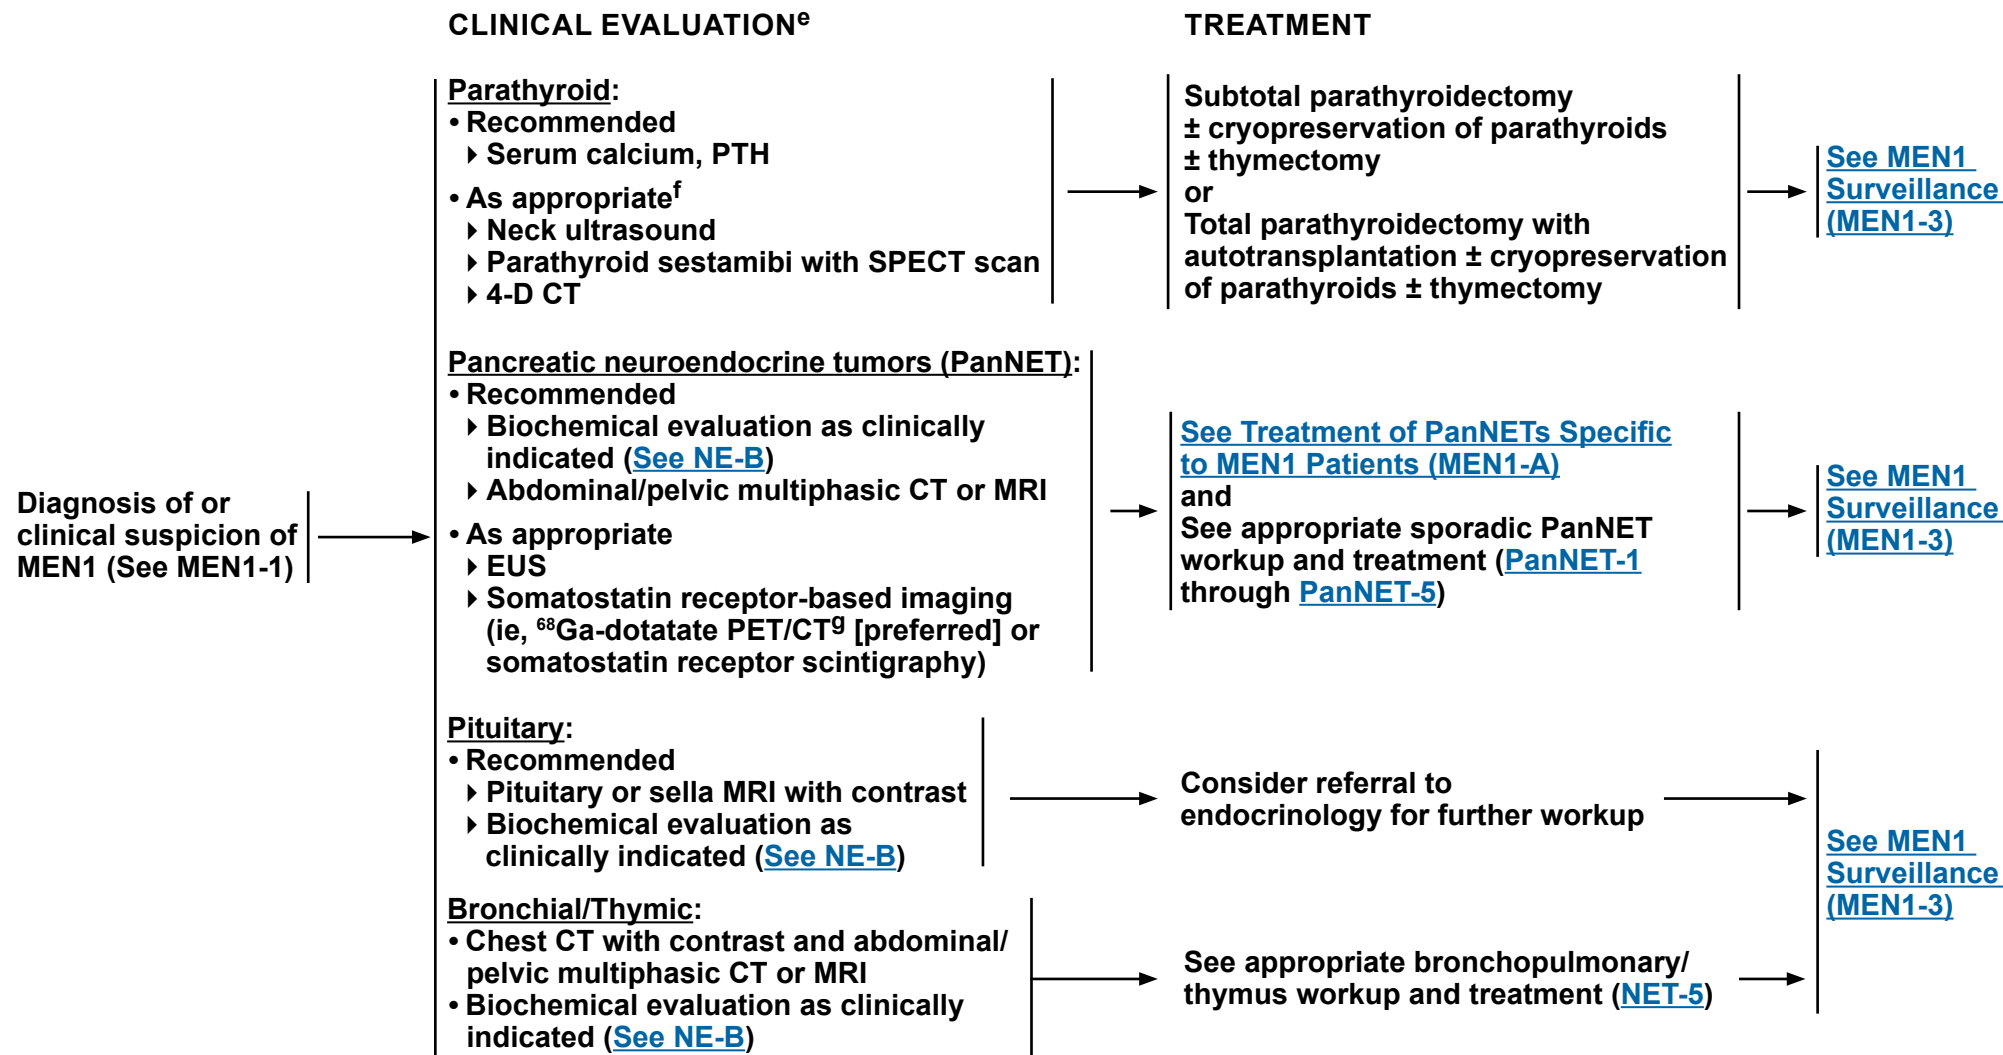 CLINICAL EVALUATIONe
TREATMENT
Diagnosis of or
clinical suspicion of
MEN1 (See MEN1-1)
Parathyroid:
• Recommended
Serum calcium, PTH
• As appropriatef
Neck ultrasound
Parathyroid sestamibi with SPECT scan
4-D CT
Subtotal parathyroidectomy
± cryopreservation of parathyroids
± thymectomy
or
Total parathyroidectomy with
autotransplantation ± cryopreservation
of parathyroids ± thymectomy
See MEN1
Surveillance
(MEN1-3)
Pancreatic neuroendocrine tumors (PanNET):
• Recommended
Biochemical evaluation as clinically
indicated (See NE-B)
Abdominal/pelvic multiphasic CT or MRI
• As appropriate
EUS
Somatostatin receptor-based imaging
(ie, 68Ga-dotatate PET/CTg [preferred] or
somatostatin receptor scintigraphy)
See Treatment of PanNETs Specific
to MEN1 Patients (MEN1-A)
and
See appropriate sporadic PanNET
workup and treatment (PanNET-1
through PanNET-5)
See MEN1
Surveillance
(MEN1-3)
Pituitary:
• Recommended
Pituitary or sella MRI with contrast
Biochemical evaluation as
clinically indicated (See NE-B)
Consider referral to
endocrinology for further workup
Bronchial/Thymic:
• Chest CT with contrast and abdominal/
pelvic multiphasic CT or MRI
• Biochemical evaluation as clinically
indicated (See NE-B)
See appropriate bronchopulmonary/
thymus workup and treatment (NET-5)
See MEN1
Surveillance
(MEN1-3)